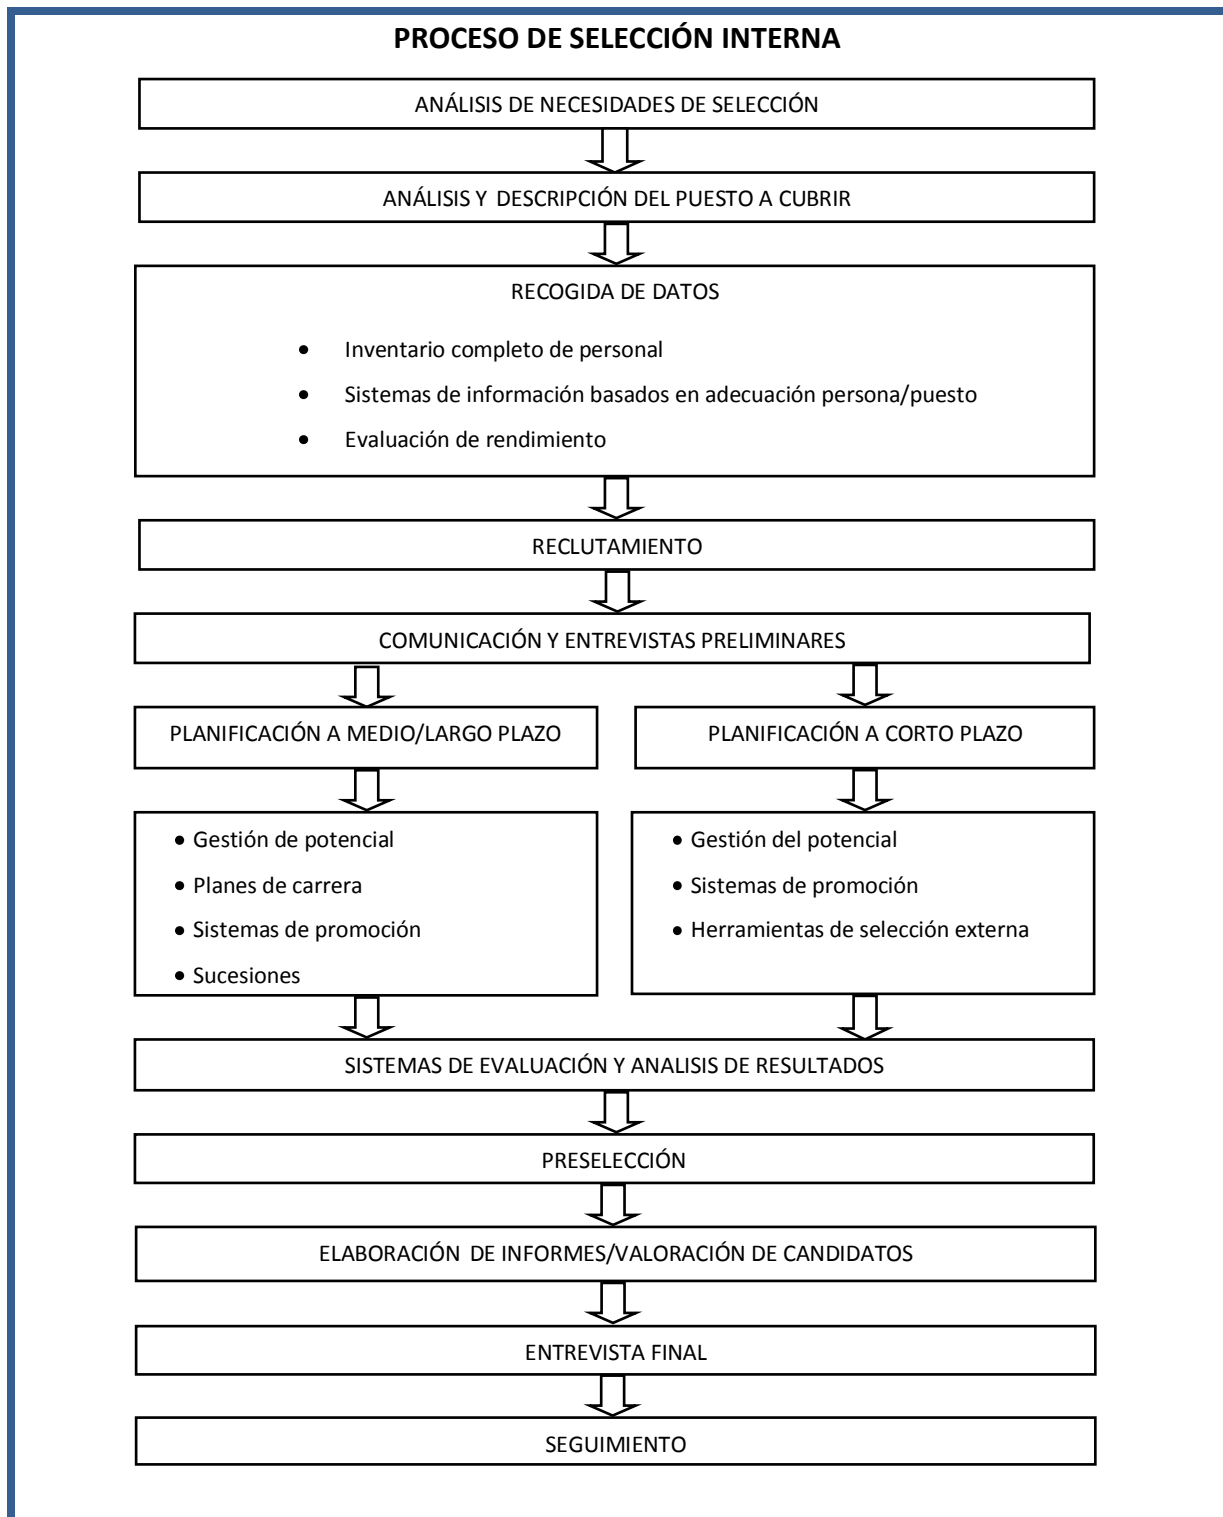 PROCESO DE SELECCIÓN INTERNA
ANÁLISIS DE NECESIDADES DE SELECCIÓN
ANÁLISIS Y DESCRIPCIÓN DEL PUESTO A CUBRIR
RECOGIDA DE DATOS
• Inventario completo de personal
• Sistemas de información basados en adecuación persona/puesto
• Evaluación de rendimiento
RECLUTAMIENTO
COMUNICACIÓN Y ENTREVISTAS PRELIMINARES
PLANIFICACIÓN A MEDIO/LARGO PLAZO
• Gestión de potencial
• Planes de carrera
• Sistemas de promoción
• Sucesiones
PLANIFICACIÓN A CORTO PLAZO
• Gestión del potencial
• Sistemas de promoción
• Herramientas de selección externa
SISTEMAS DE EVALUACIÓN Y ANALISIS DE RESULTADOS
PRESELECCIÓN
ELABORACIÓN DE INFORMES/VALORACIÓN DE CANDIDATOS
ENTREVISTA FINAL
SEGUIMIENTO